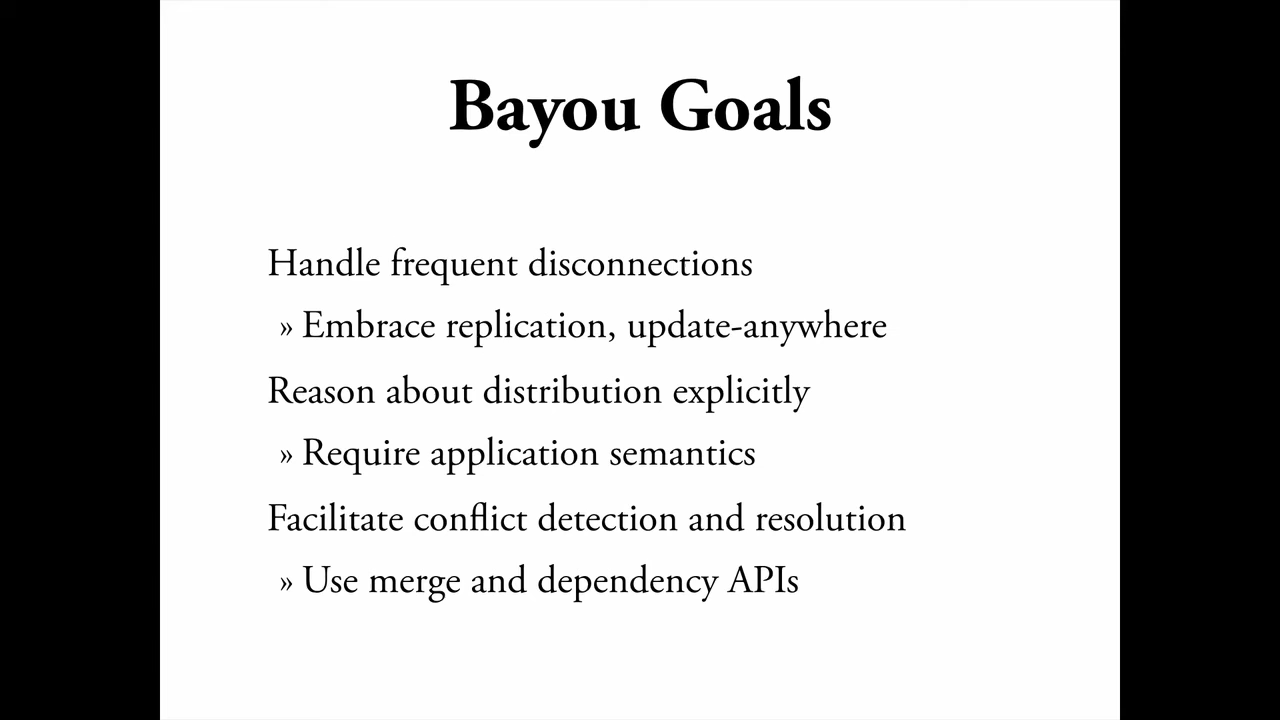 Bayou Goals
Handle frequent disconnections
» Embrace replication, update-anywhere
Reason about distribution explicitly
» Require application semantics
Facilitate conflict detection and resolution
» Use merge and dependency APIs